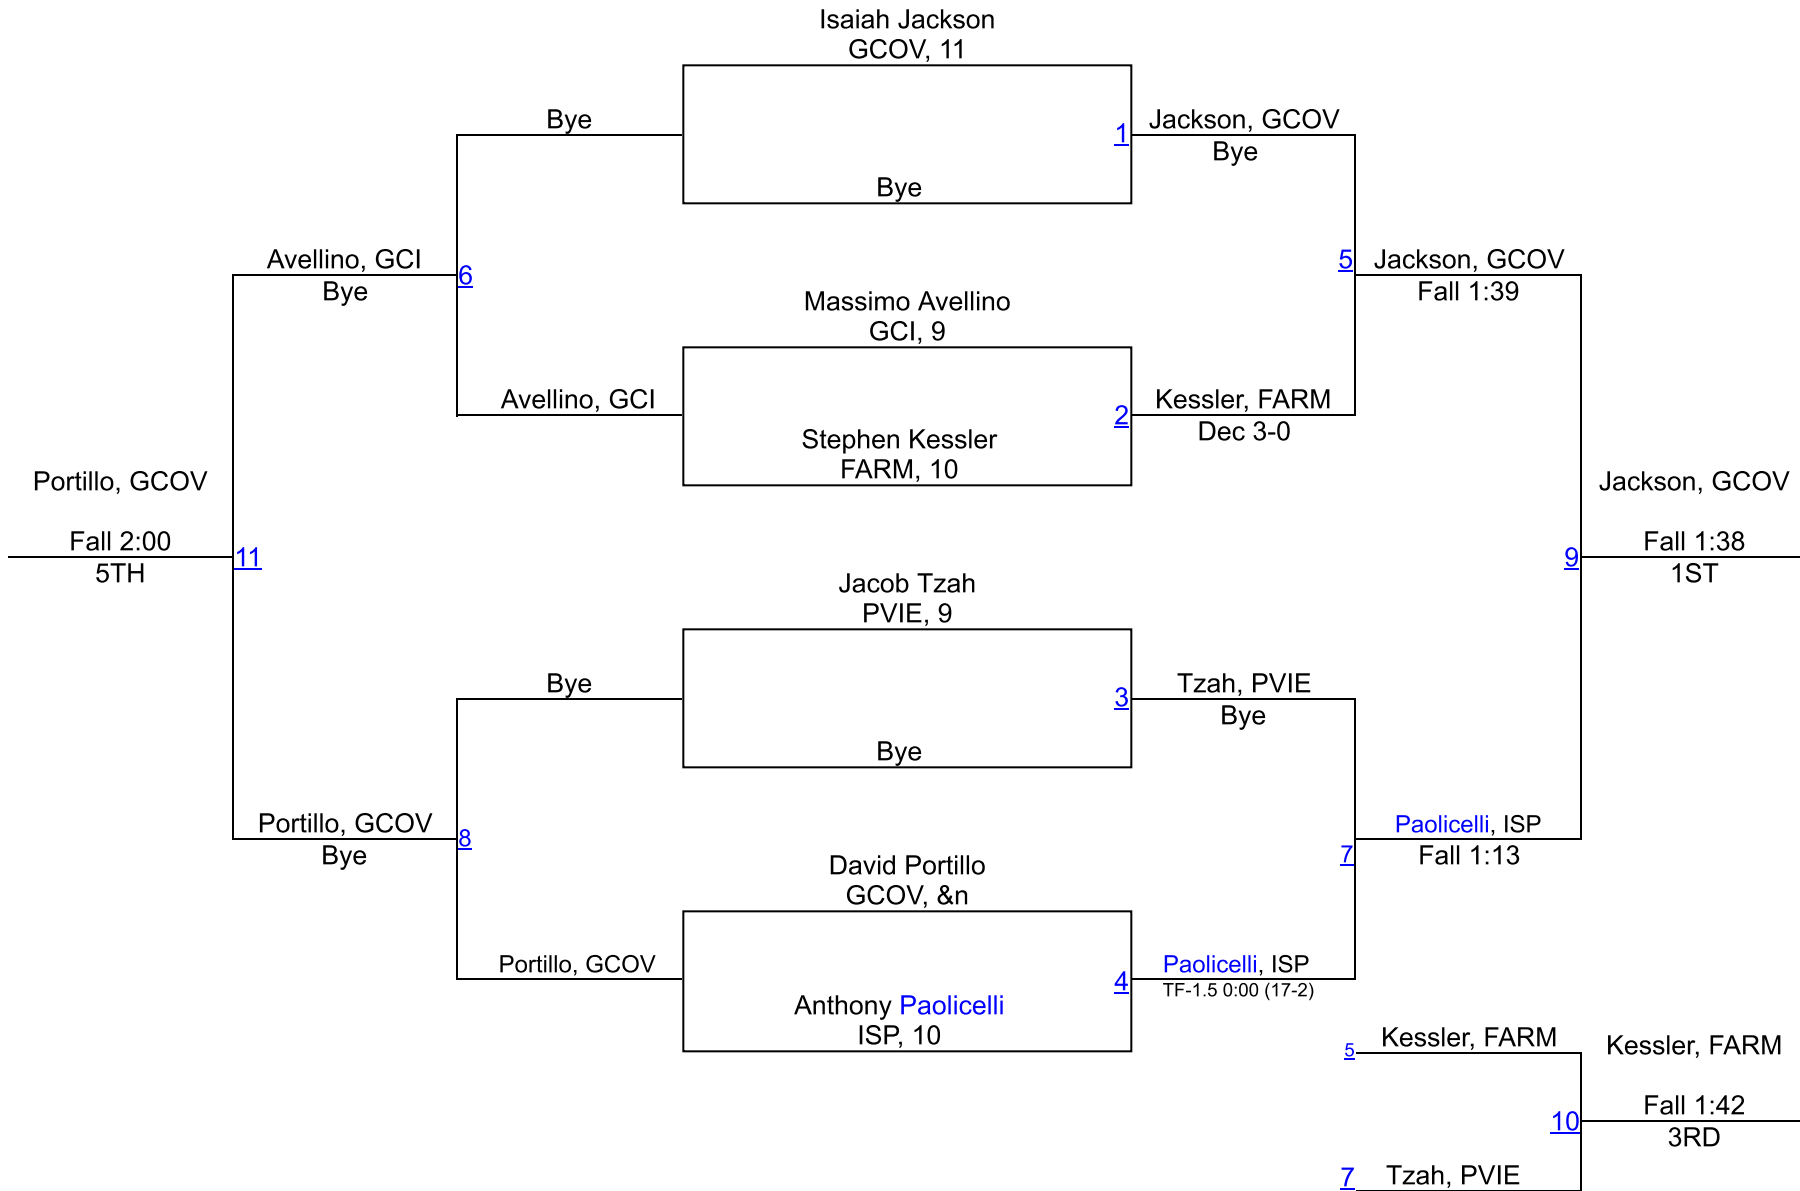 Isaiah Jackson
GCOV, 11
Bye
1
Jackson, GCOV
Bye
Bye
Avellino, GCI
Bye
6
5
Jackson, GCOV
Fall 1:39
Massimo Avellino
GCI, 9
Avellino, GCI
2
Kessler, FARM
Dec 3-0
Stephen Kessler
FARM, 10
Portillo, GCOV
Fall 2:00
5TH
11
Jackson, GCOV
9
Fall 1:38
1ST
Jacob Tzah
PVIE, 9
Bye
3
Tzah, PVIE
Bye
Bye
Portillo, GCOV
Bye
8
7
Paolicelli, ISP
Fall 1:13
David Portillo
GCOV, &n
Portillo, GCOV
4
Paolicelli, ISP
TF-1.5 0:00 (17-2)
Anthony Paolicelli
ISP, 10
5
Kessler, FARM
Kessler, FARM
10
Fall 1:42
3RD
7
Tzah, PVIE